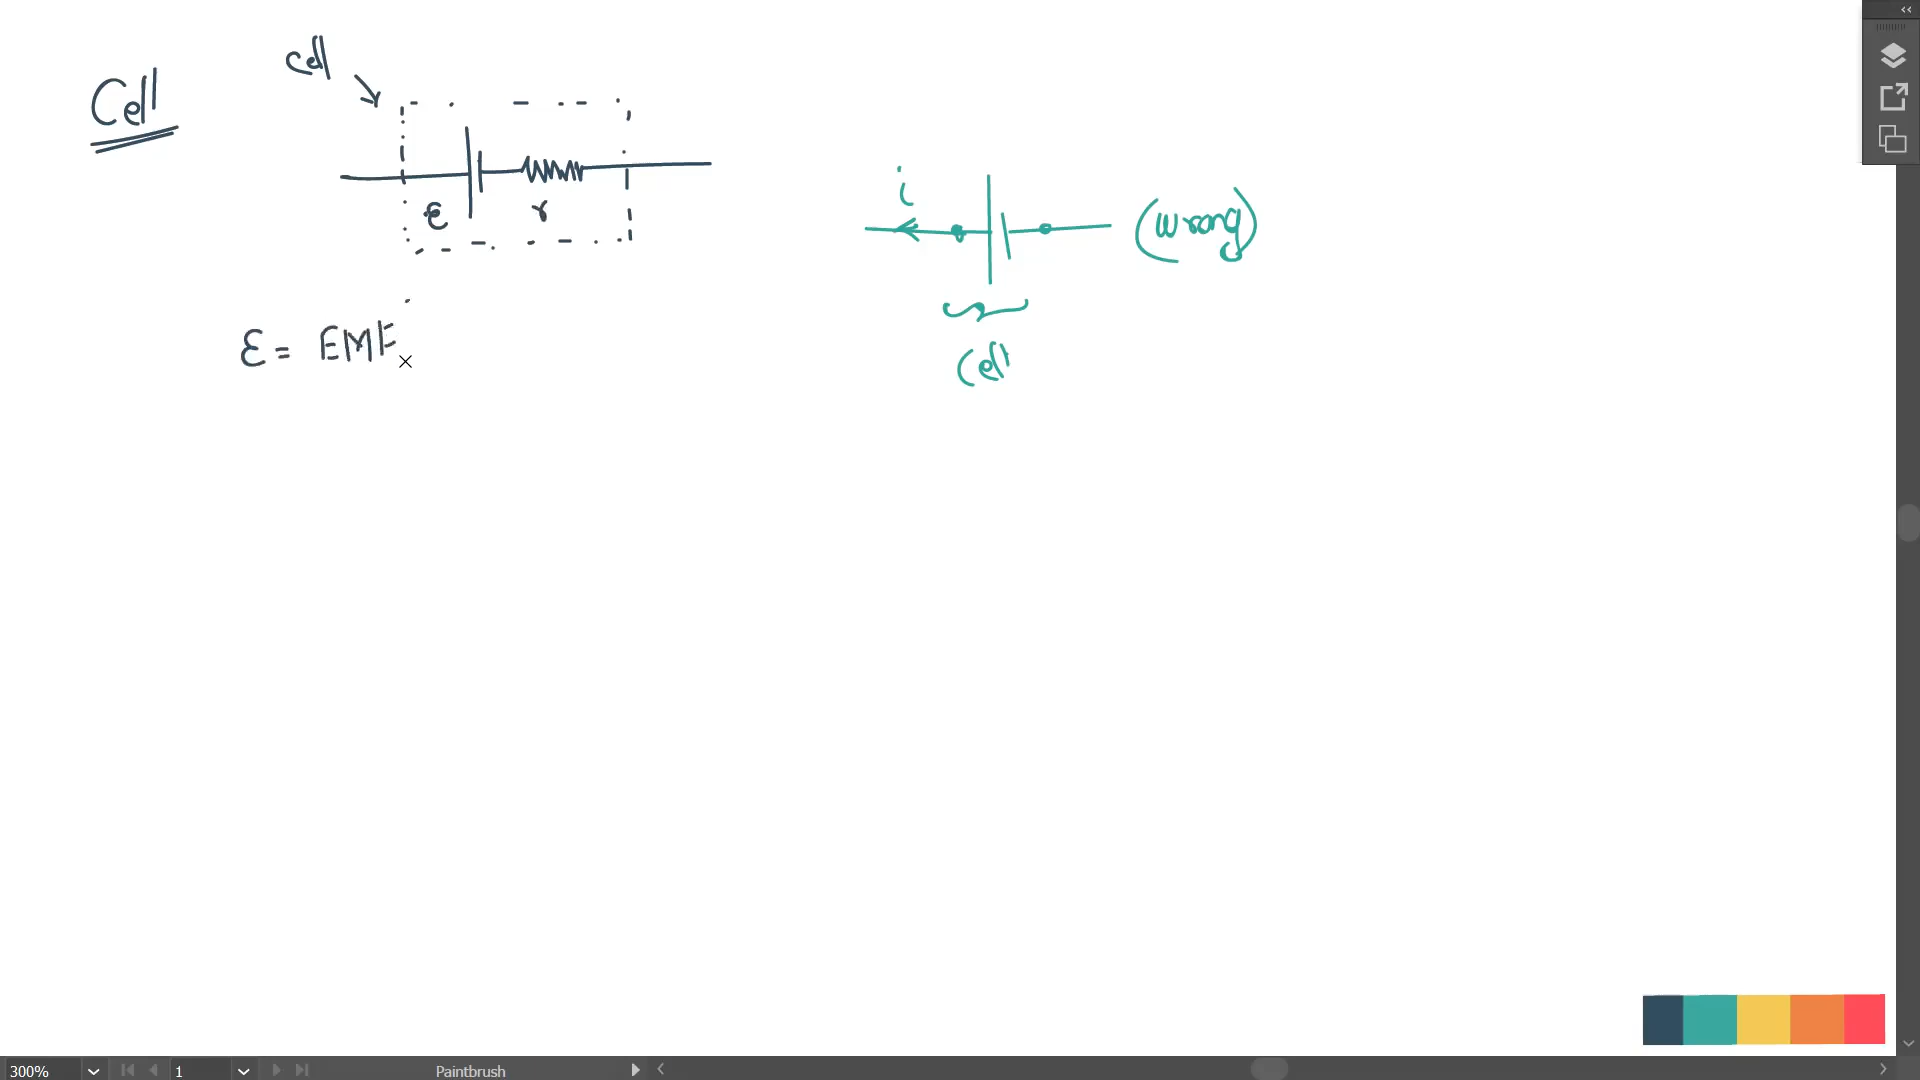 Cell
cell
ε r
ε = EMF
i
(wrong)
Cell
300%
1
Paintbrush